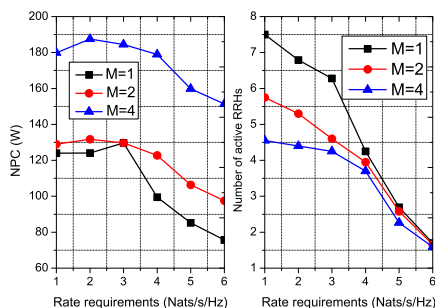 200
180
160
140
120
100
80
60
NPC (W)
M=1
M=2
M=4
1 2 3 4 5 6
Rate requirements (Nats/s/Hz)
8
7
6
5
4
3
2
1
Number of active RRHs
M=1
M=2
M=4
1 2 3 4 5 6
Rate requirements (Nats/s/Hz)